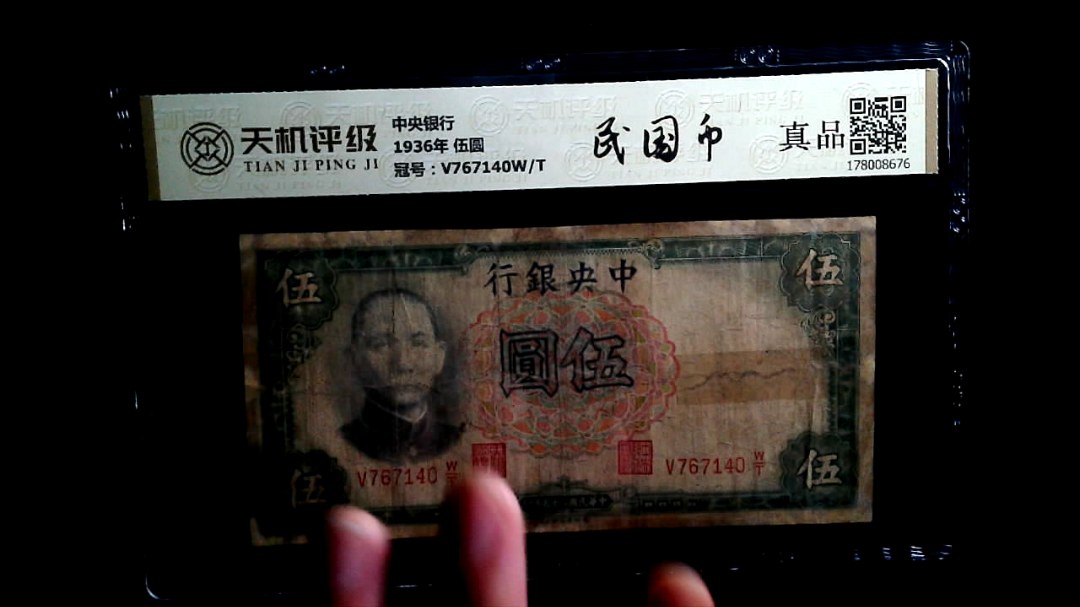 天机评级
TIAN JI PING JI
中央银行
1936年 伍圆
冠号：V767140W/T
民国币
真品
178008676
伍 伍
行銀央中
圓伍
V767140 W/T
V767140 W/T
伍 伍